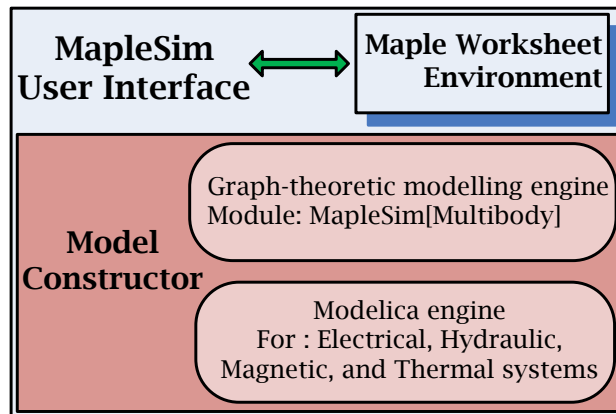 MapleSim
User Interface
Maple Worksheet
Environment
Model
Constructor
Graph-theoretic modelling engine
Module: MapleSim[Multibody]
Modelica engine
For : Electrical, Hydraulic,
Magnetic, and Thermal systems